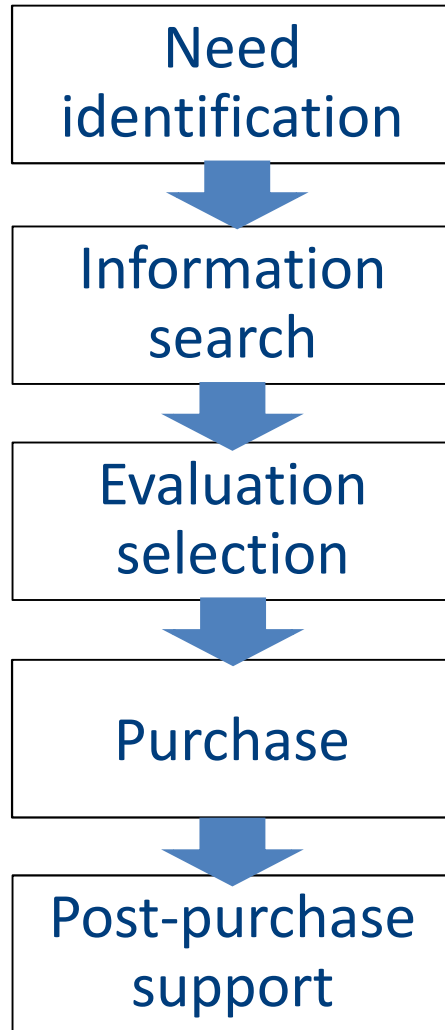 Need
identification
Information
search
Evaluation
selection
Purchase
Post-purchase
support